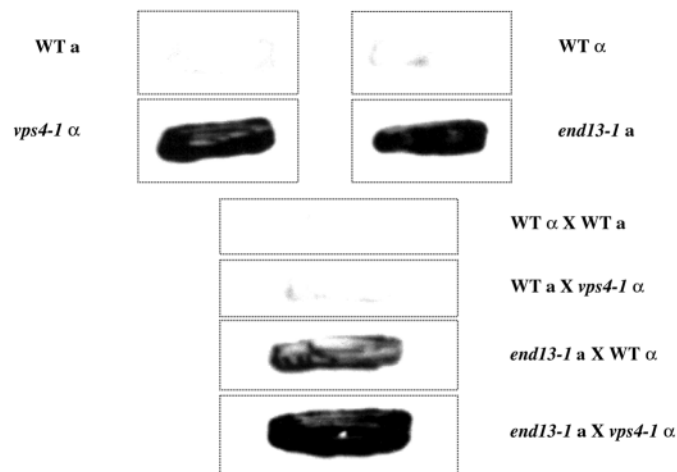 WT a
WT α
vps4-1 α
end13-1 a
WT α X WT a
WT a X vps4-1 α
end13-1 a X WT α
end13-1 a X vps4-1 α